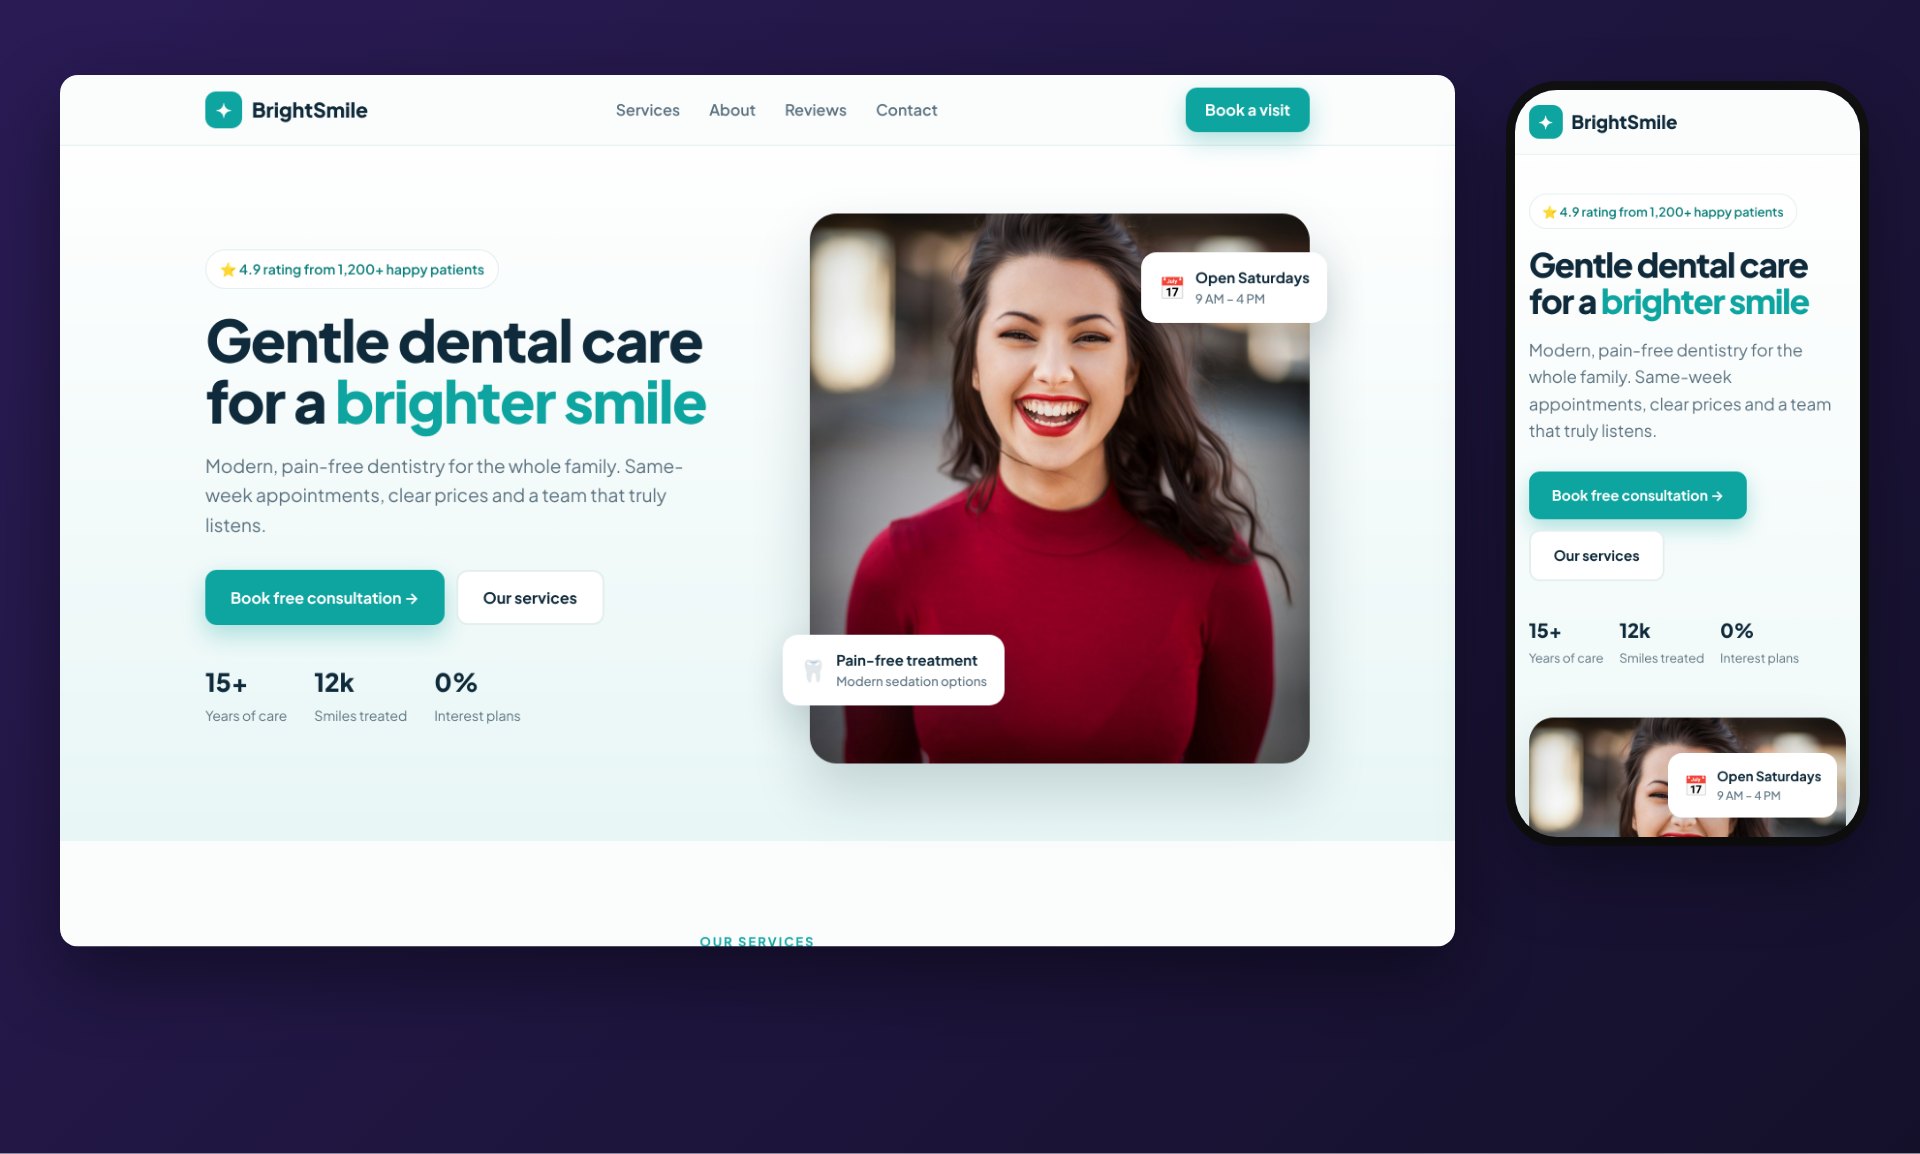 BrightSmile
Services About Reviews Contact
Book a visit
⭐ 4.9 rating from 1,200+ happy patients
Gentle dental care
for a brighter smile
Modern, pain-free dentistry for the whole family. Same-
week appointments, clear prices and a team that truly
listens.
Book free consultation →
Our services
15+ 12k 0%
Years of care Smiles treated Interest plans
July
17
Open Saturdays
9 AM – 4 PM
Pain-free treatment
Modern sedation options
OUR SERVICES
BrightSmile
⭐ 4.9 rating from 1,200+ happy patients
Gentle dental care
for a brighter smile
Modern, pain-free dentistry for the
whole family. Same-week
appointments, clear prices and a team
that truly listens.
Book free consultation →
Our services
15+ 12k 0%
Years of care Smiles treated Interest plans
July
17
Open Saturdays
9 AM – 4 PM